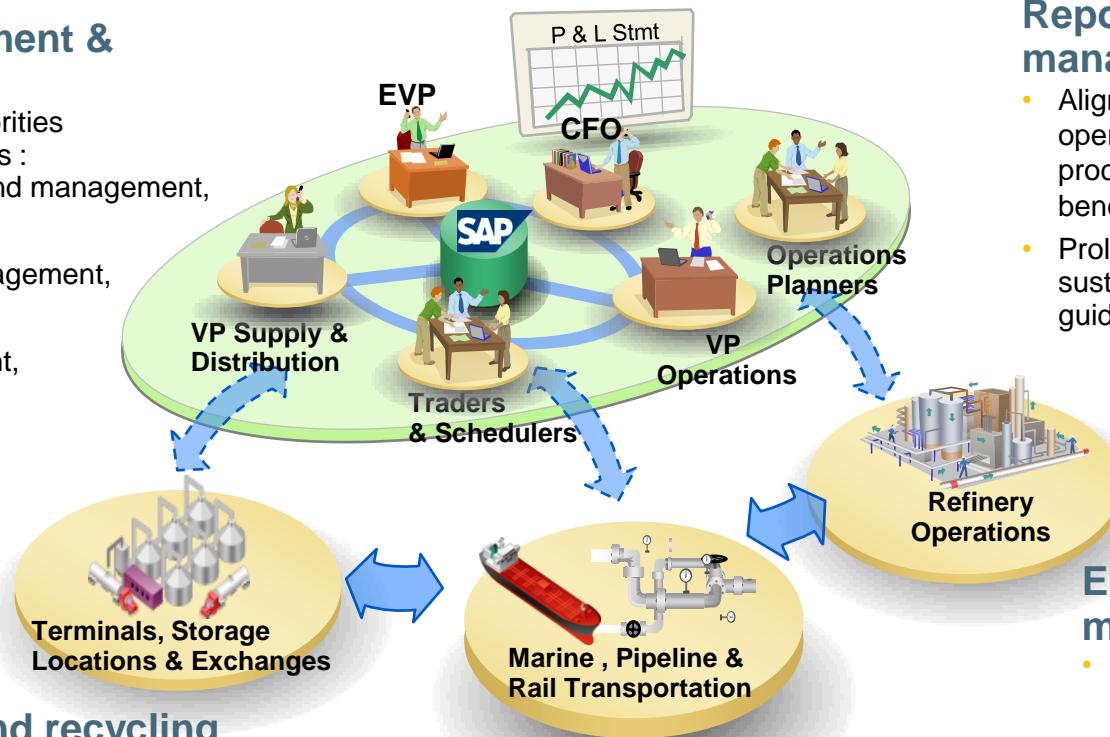 ment &
rities
s :
nd management,
agement,
t,
P & L Stmt
EVP
CFO
SAP
Operations
Planners
VP Supply &
Distribution
VP
Operations
Traders
& Schedulers
Repo
mana
• Align
oper
proc
bene
• Prol
sust
guid
Refinery
Operations
Terminals, Storage
Locations & Exchanges
Marine , Pipeline &
Rail Transportation
E
m
•
nd recycling